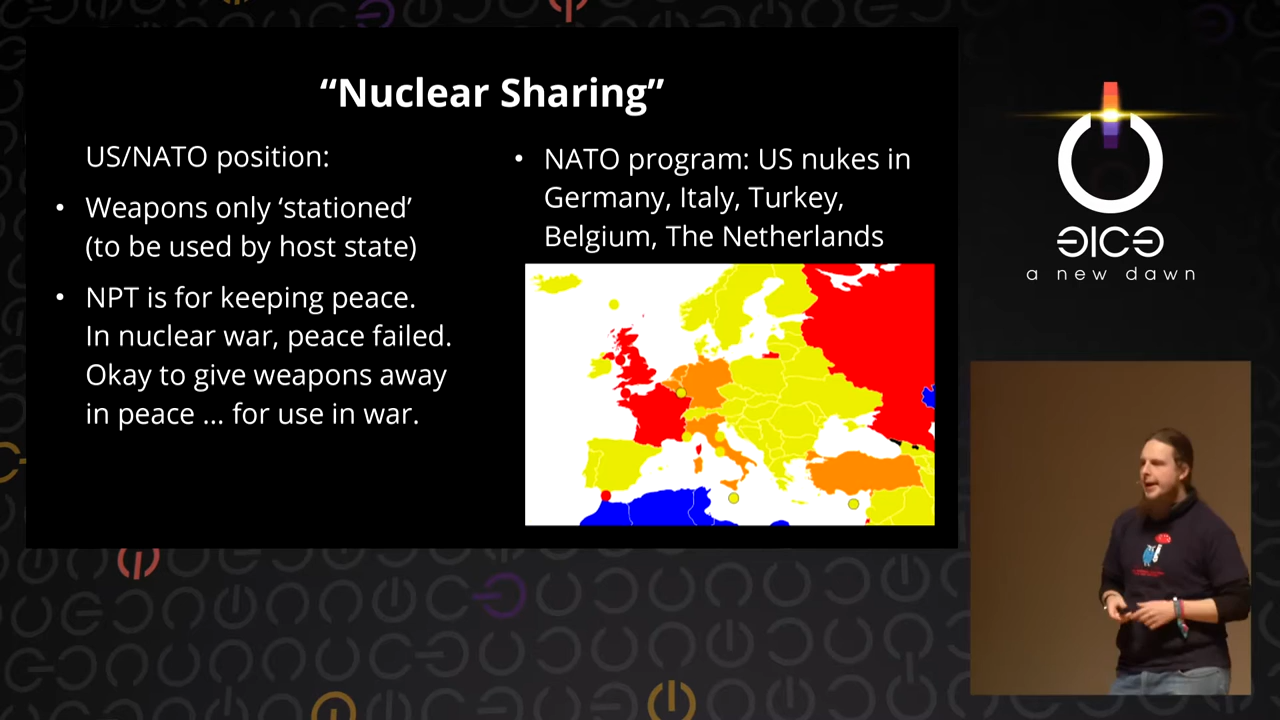 “Nuclear Sharing”
US/NATO position:
• Weapons only ‘stationed’
(to be used by host state)
• NPT is for keeping peace.
In nuclear war, peace failed.
Okay to give weapons away
in peace ... for use in war.
• NATO program: US nukes in
Germany, Italy, Turkey,
Belgium, The Netherlands
a new dawn